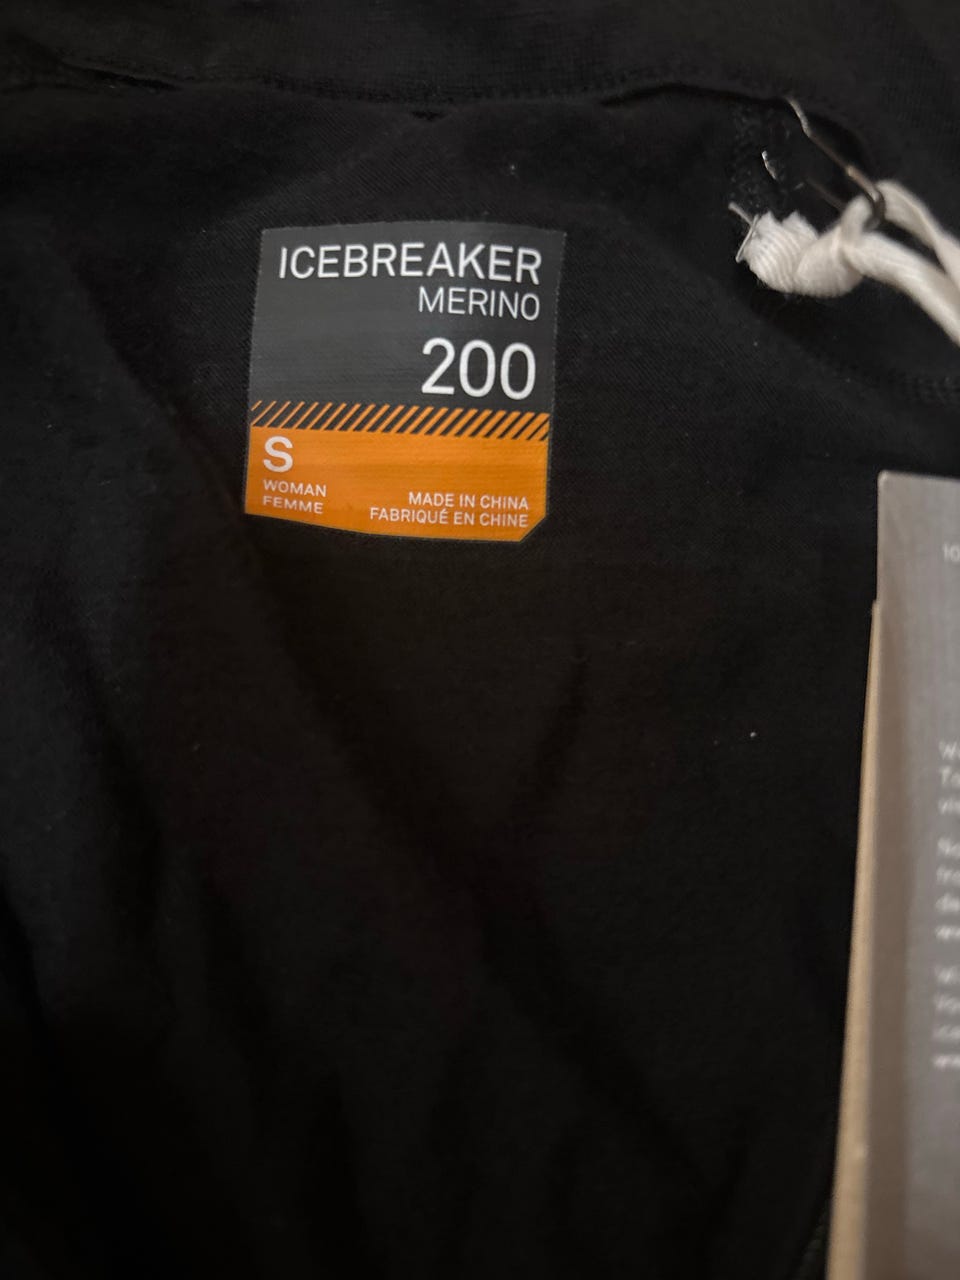 ICEBREAKER
MERINO
200
S
WOMAN
FEMME
MADE IN CHINA
FABRIQUÉ EN CHINE